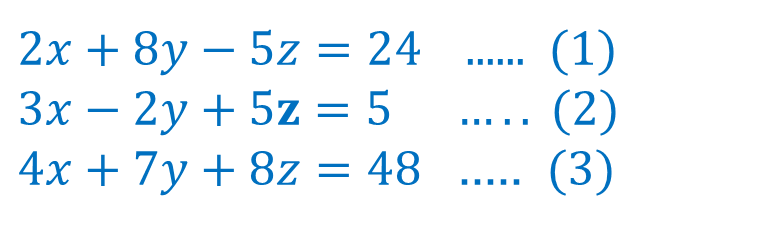 2x + 8y − 5z = 24 ...... (1)
3x − 2y + 5z = 5 ... . . (2)
4x + 7y + 8z = 48 ..... (3)